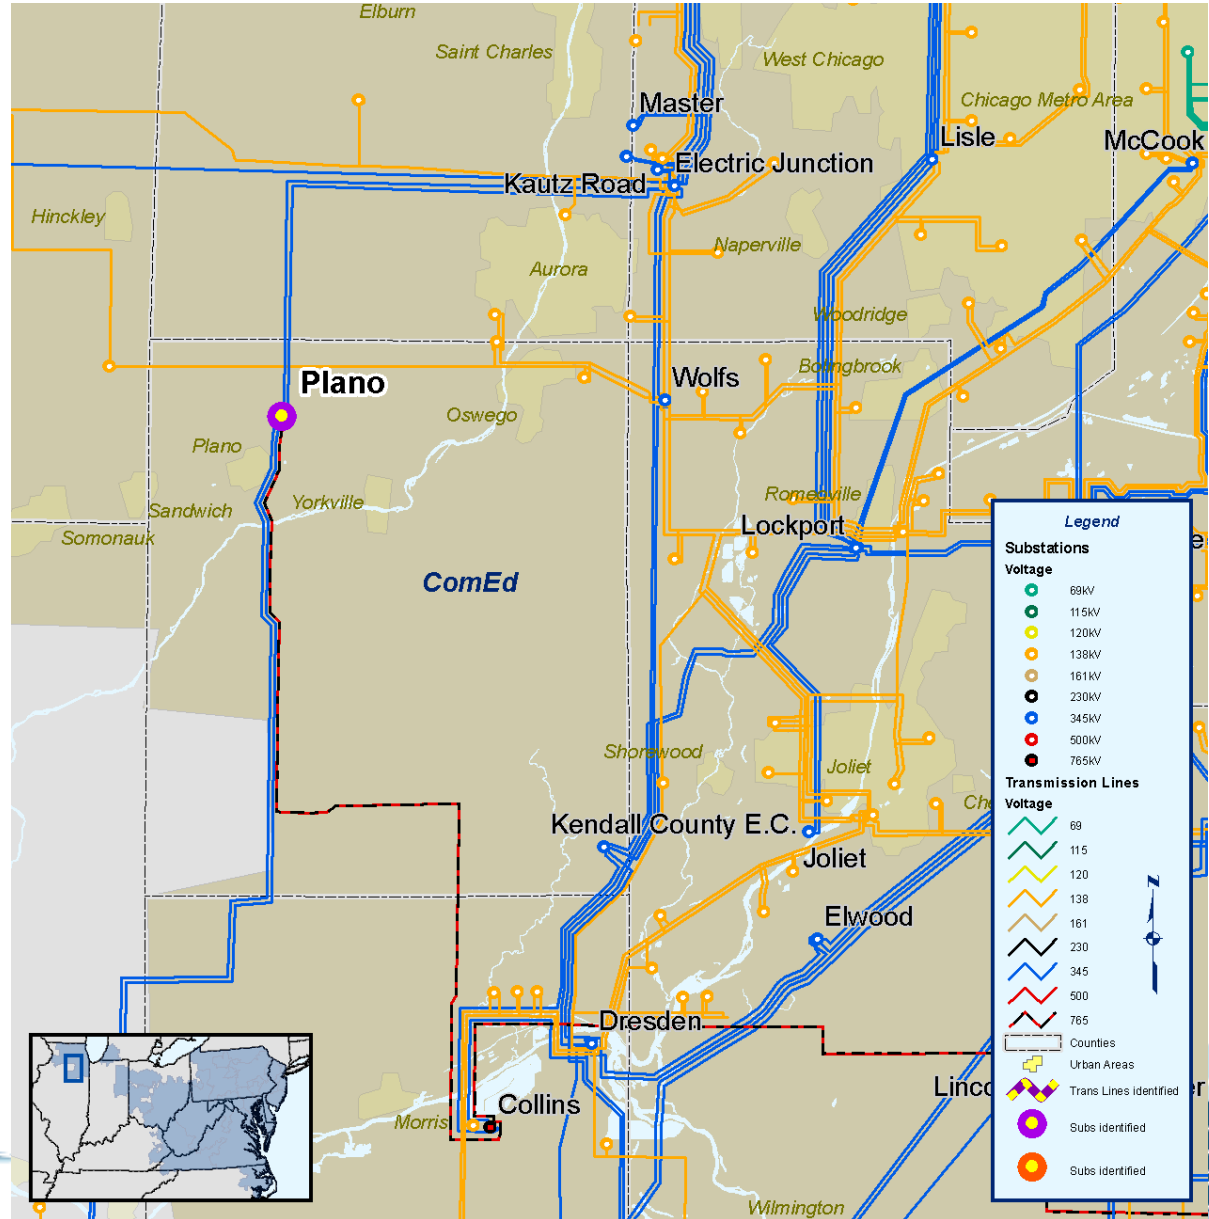 Elburn
Saint Charles
West Chicago
Chicago Metro Area
Master
Lisle
McCook
Electric Junction
Kautz Road
Hinckley
Naperville
Aurora
Woodridge
Bolingbrook
Plano
Wolfs
Oswego
Plano
Yorkville
Sandwich
Somonauk
Romeoville
Lockport
ComEd
Shorewood
Joliet
Kendall County E.C.
Joliet
Elwood
Dresden
Collins
Morris
Wilmington
Che
Linco
er
e
Legend
Substations
Voltage
69kV
115kV
120kV
138kV
161kV
230kV
345kV
500kV
765kV
Transmission Lines
Voltage
69
115
120
138
161
230
345
500
765
Counties
Urban Areas
Trans Lines identified
Subs identified
Subs identified
N